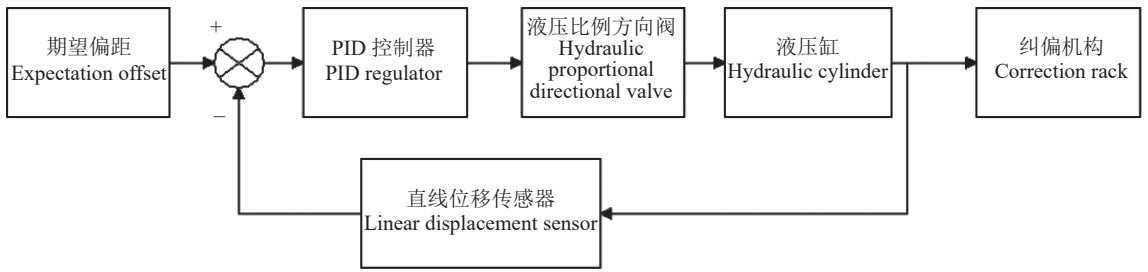 期望偏距
Expectation offset
+
−
PID 控制器
PID regulator
液压比例方向阀
Hydraulic
proportional
directional valve
液压缸
Hydraulic cylinder
纠偏机构
Correction rack
直线位移传感器
Linear displacement sensor